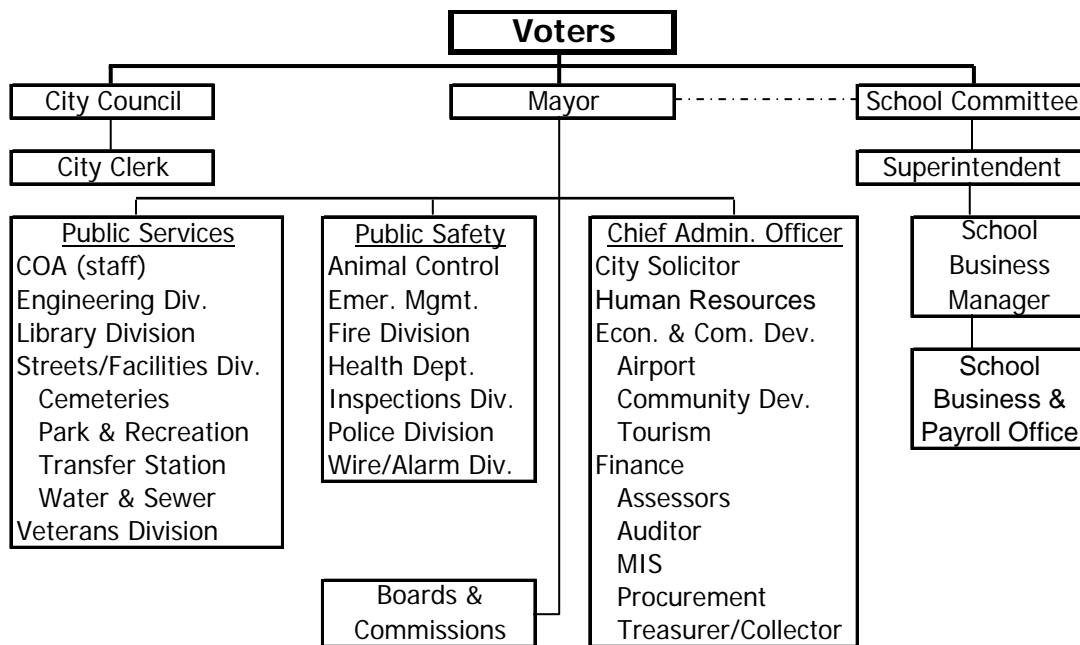 Voters
City Council
Mayor
School Committee
City Clerk
Superintendent
Public Services
COA (staff)
Engineering Div.
Library Division
Streets/Facilities Div.
Cemeteries
Park & Recreation
Transfer Station
Water & Sewer
Veterans Division
Public Safety
Animal Control
Emer. Mgmt.
Fire Division
Health Dept.
Inspections Div.
Police Division
Wire/Alarm Div.
Chief Admin. Officer
City Solicitor
Human Resources
Econ. & Com. Dev.
Airport
Community Dev.
Tourism
Finance
Assessors
Auditor
MIS
Procurement
Treasurer/Collector
School
Business
Manager
School
Business &
Payroll Office
Boards &
Commissions